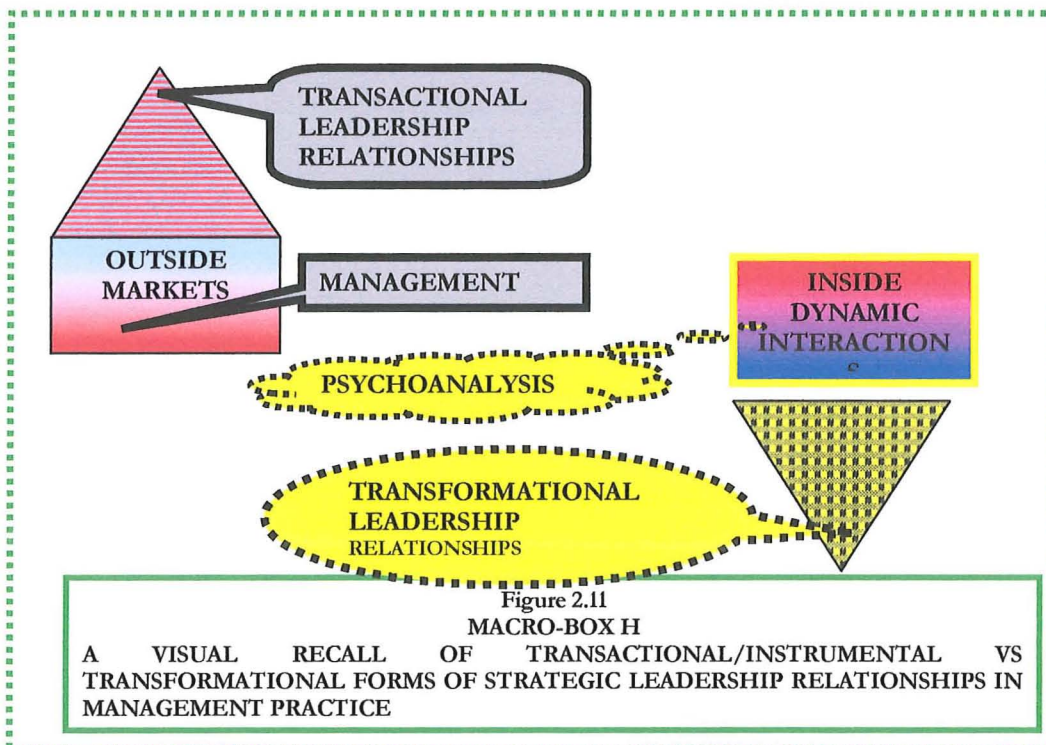 TRANSACTIONAL
LEADERSHIP
RELATIONSHIPS
OUTSIDE
MARKETS
MANAGEMENT
INSIDE
DYNAMIC
INTERACTION
PSYCHOANALYSIS
TRANSFORMATIONAL
LEADERSHIP
RELATIONSHIPS
Figure 2.11
MACRO-BOX H
A VISUAL RECALL OF TRANSACTIONAL/INSTRUMENTAL VS
TRANSFORMATIONAL FORMS OF STRATEGIC LEADERSHIP RELATIONSHIPS IN
MANAGEMENT PRACTICE